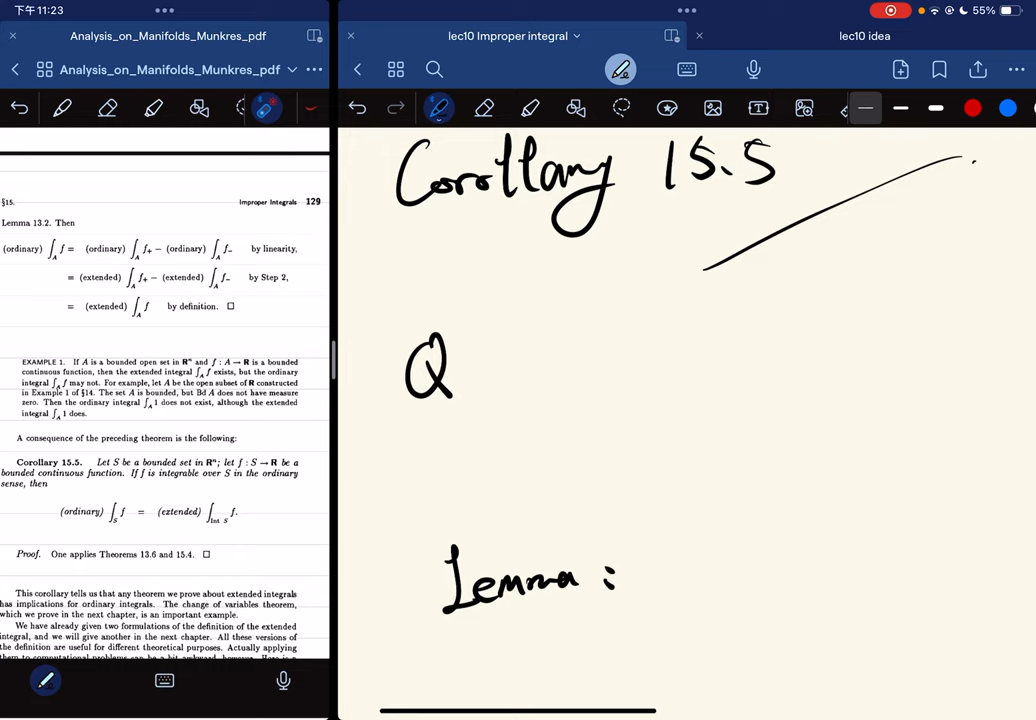 下午11:23
55%
Analysis_on_Manifolds_Munkres_pdf
lec10 Improper integral
lec10 idea
Analysis_on_Manifolds_Munkres_pdf
§15.
Improper Integrals 129
Lemma 13.2. Then
(ordinary) ∫_A f = (ordinary) ∫_A f₊ − (ordinary) ∫_A f₋ by linearity,
= (extended) ∫_A f₊ − (extended) ∫_A f₋ by Step 2,
= (extended) ∫_A f by definition. □
EXAMPLE 1. If A is a bounded open set in Rⁿ and f : A → R is a bounded
continuous function, then the extended integral ∫_A f exists, but the ordinary
integral ∫_A f may not. For example, let A be the open subset of R constructed
in Example 1 of §14. The set A is bounded, but Bd A does not have measure
zero. Then the ordinary integral ∫_A 1 does not exist, although the extended
integral ∫_A 1 does.
A consequence of the preceding theorem is the following:
Corollary 15.5. Let S be a bounded set in Rⁿ; let f : S → R be a
bounded continuous function. If f is integrable over S in the ordinary
sense, then
(ordinary) ∫_S f = (extended) ∫_Int S f.
Proof. One applies Theorems 13.6 and 15.4. □
This corollary tells us that any theorem we prove about extended integrals
has implications for ordinary integrals. The change of variables theorem,
which we prove in the next chapter, is an important example.
We have already given two formulations of the definition of the extended
integral, and we will give another in the next chapter. All these versions of
the definition are useful for different theoretical purposes. Actually applying
them to computational problems can be a bit awkward, however. Here is a
Corollary 15.5
Q
Lemma :